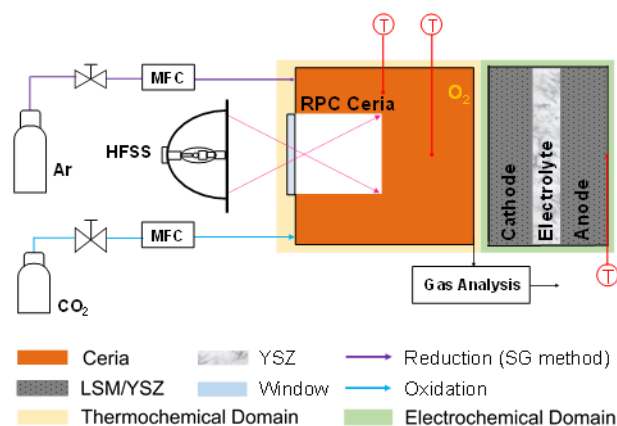 T
T
MFC
RPC Ceria
O2
HFSS
Ar
Cathode
Electrolyte
Anode
MFC
T
CO2
Gas Analysis
Ceria
YSZ
Reduction (SG method)
LSM/YSZ
Window
Oxidation
Thermochemical Domain
Electrochemical Domain